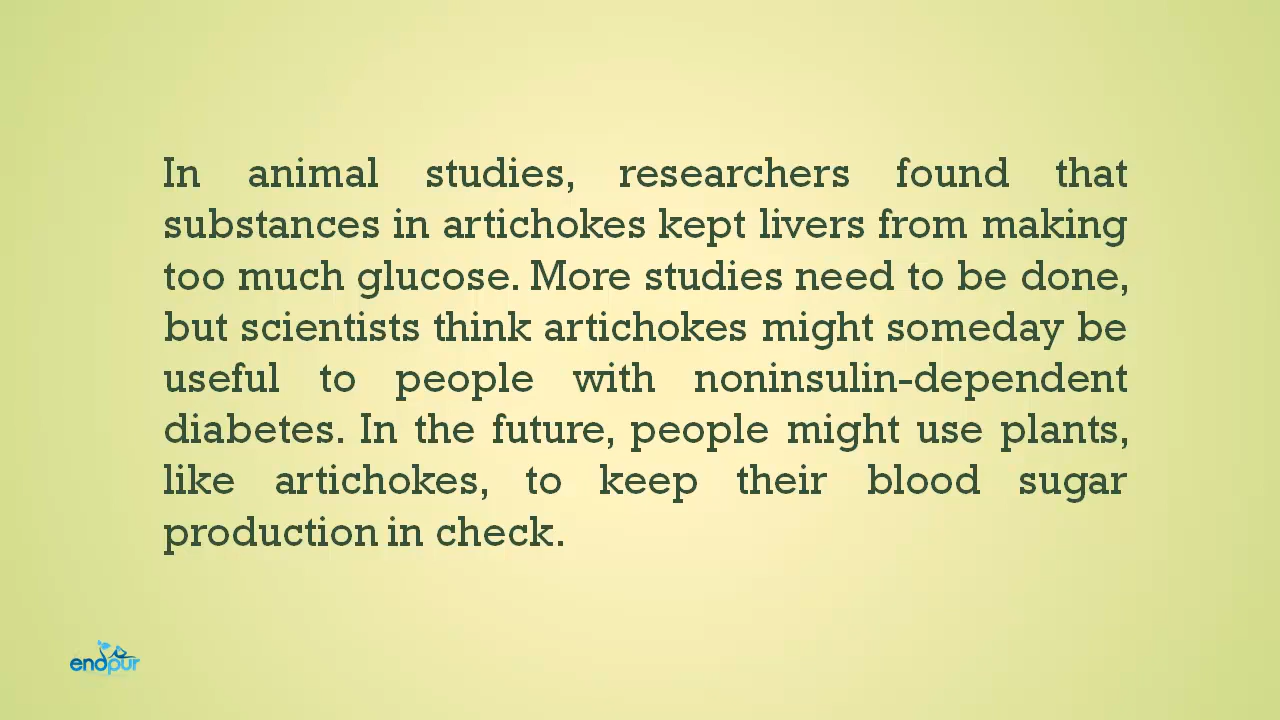 In animal studies, researchers found that
substances in artichokes kept livers from making
too much glucose. More studies need to be done,
but scientists think artichokes might someday be
useful to people with noninsulin-dependent
diabetes. In the future, people might use plants,
like artichokes, to keep their blood sugar
production in check.
endpur